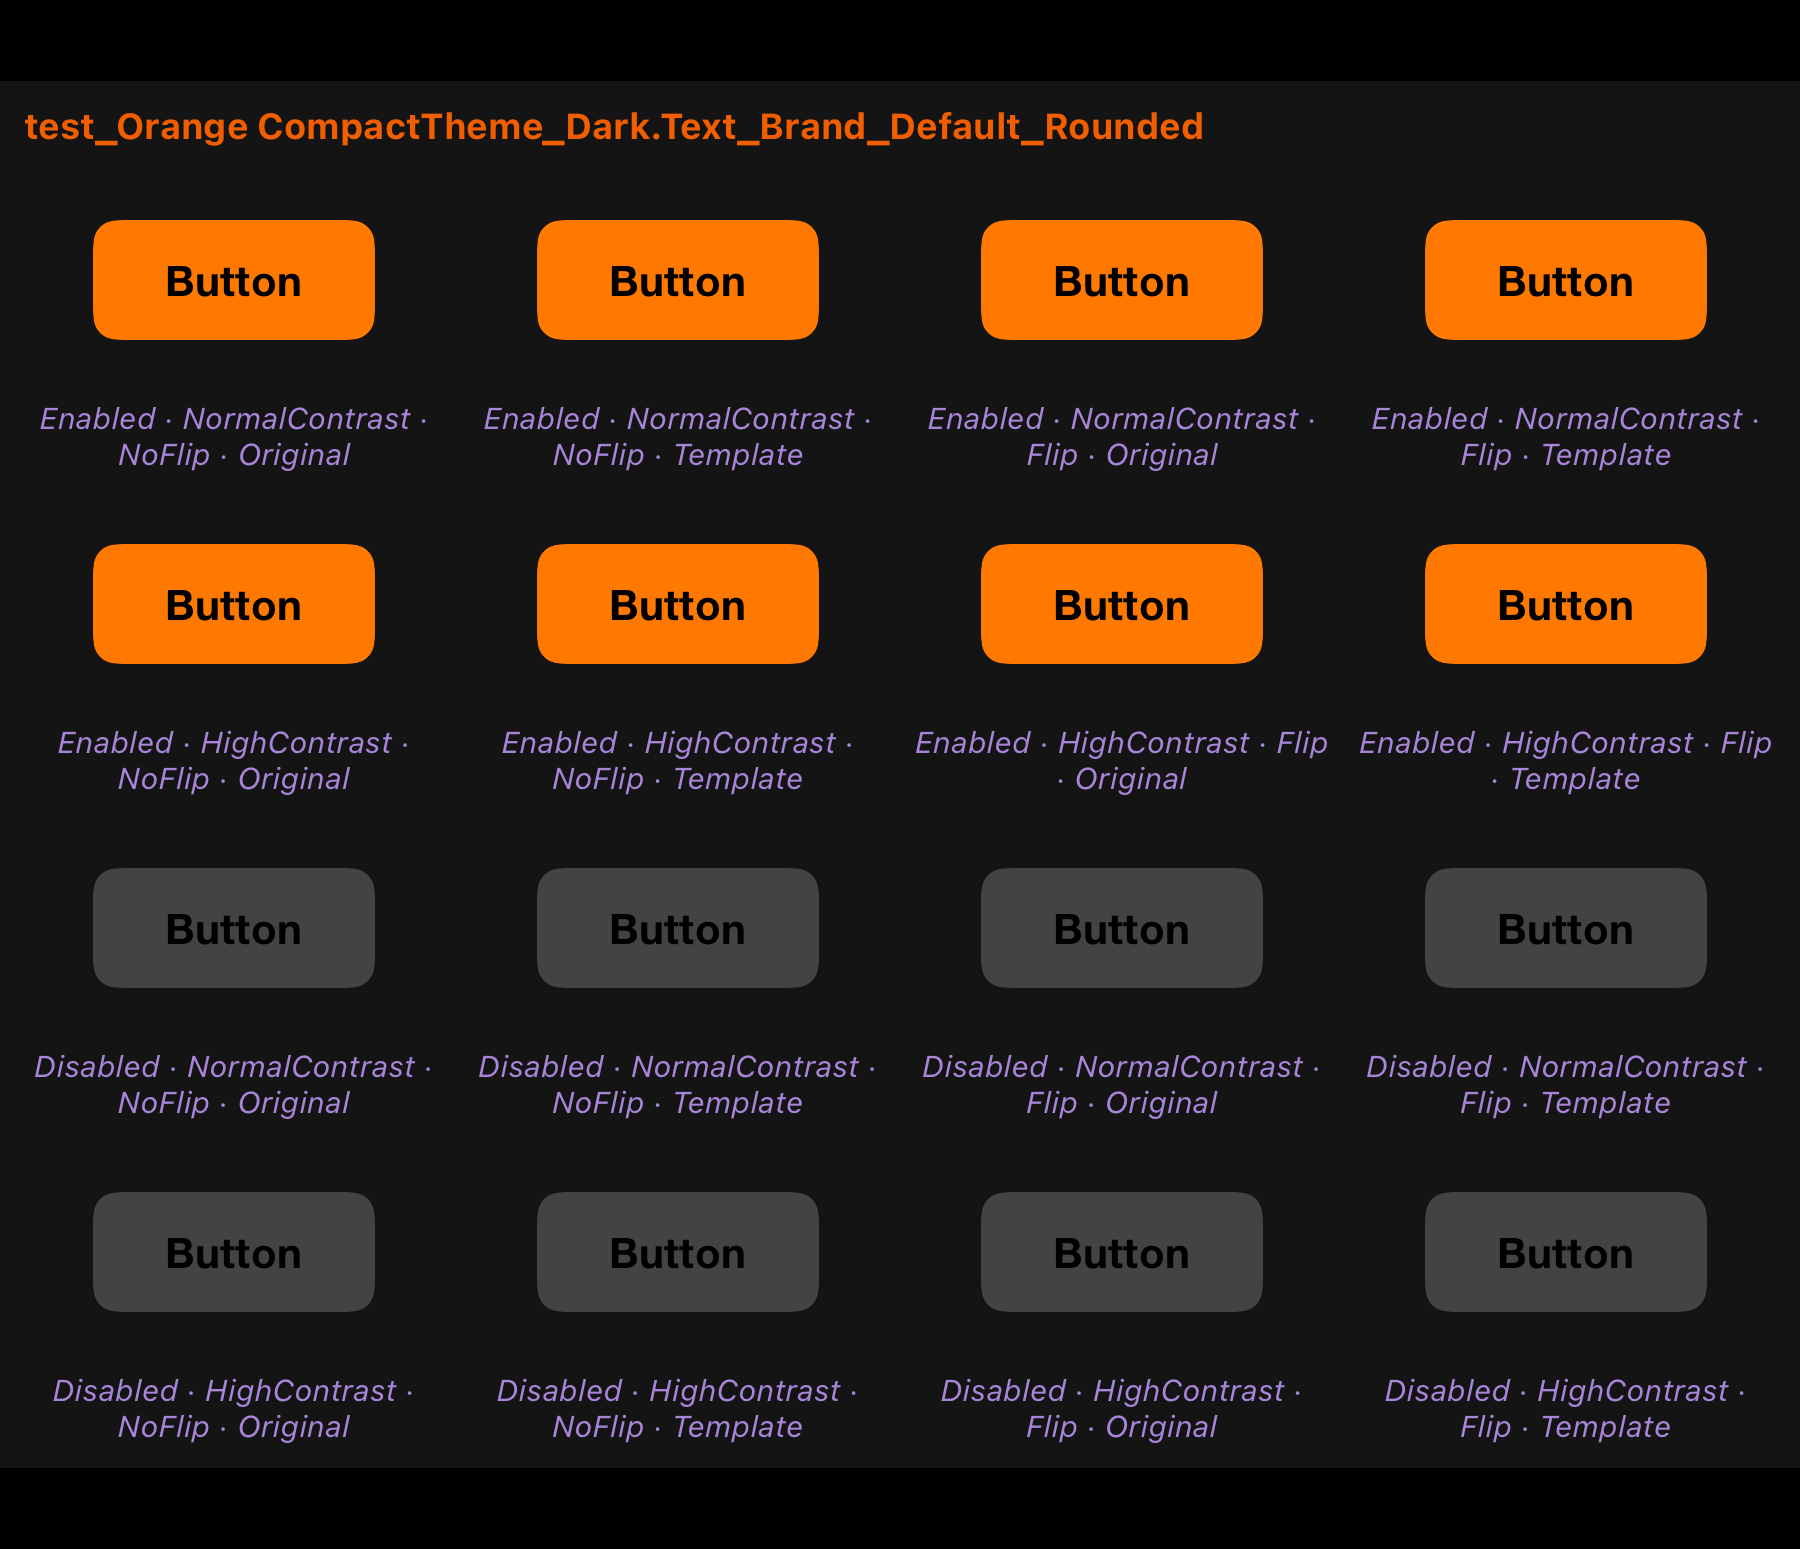 test_Orange CompactTheme_Dark.Text_Brand_Default_Rounded
Button Button Button Button
Enabled · NormalContrast · Enabled · NormalContrast · Enabled · NormalContrast · Enabled · NormalContrast ·
NoFlip · Original NoFlip · Template Flip · Original Flip · Template
Button Button Button Button
Enabled · HighContrast · Enabled · HighContrast · Enabled · HighContrast · Flip Enabled · HighContrast · Flip
NoFlip · Original NoFlip · Template · Original · Template
Button Button Button Button
Disabled · NormalContrast · Disabled · NormalContrast · Disabled · NormalContrast · Disabled · NormalContrast ·
NoFlip · Original NoFlip · Template Flip · Original Flip · Template
Button Button Button Button
Disabled · HighContrast · Disabled · HighContrast · Disabled · HighContrast · Disabled · HighContrast ·
NoFlip · Original NoFlip · Template Flip · Original Flip · Template